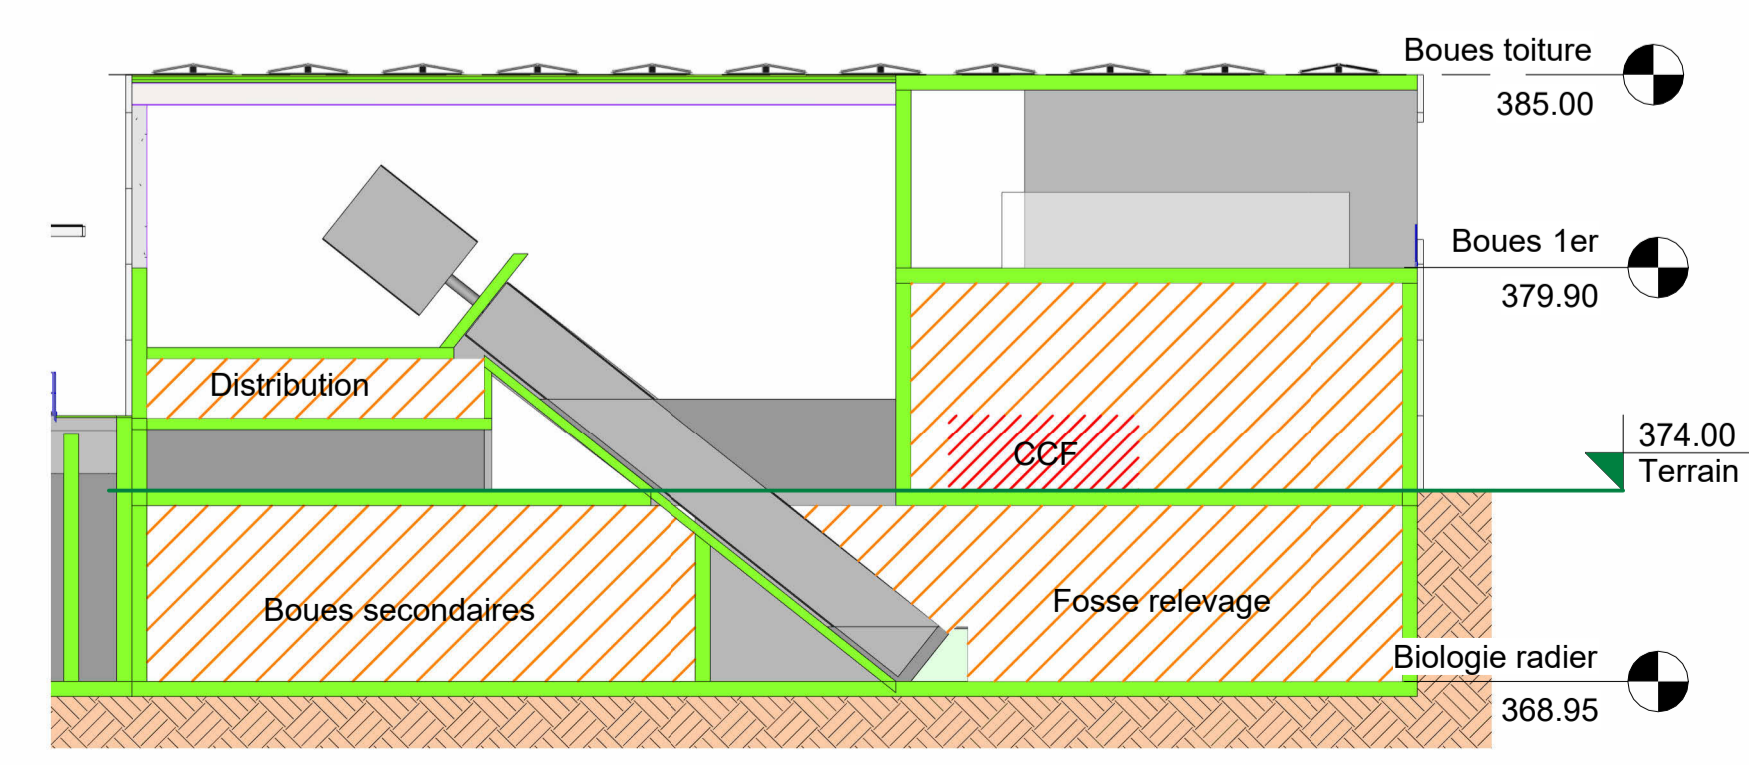 Boues toiture
385.00
Boues 1er
379.90
Distribution
374.00
Terrain
CCF
Boues secondaires
Fosse relevage
Biologie radier
368.95